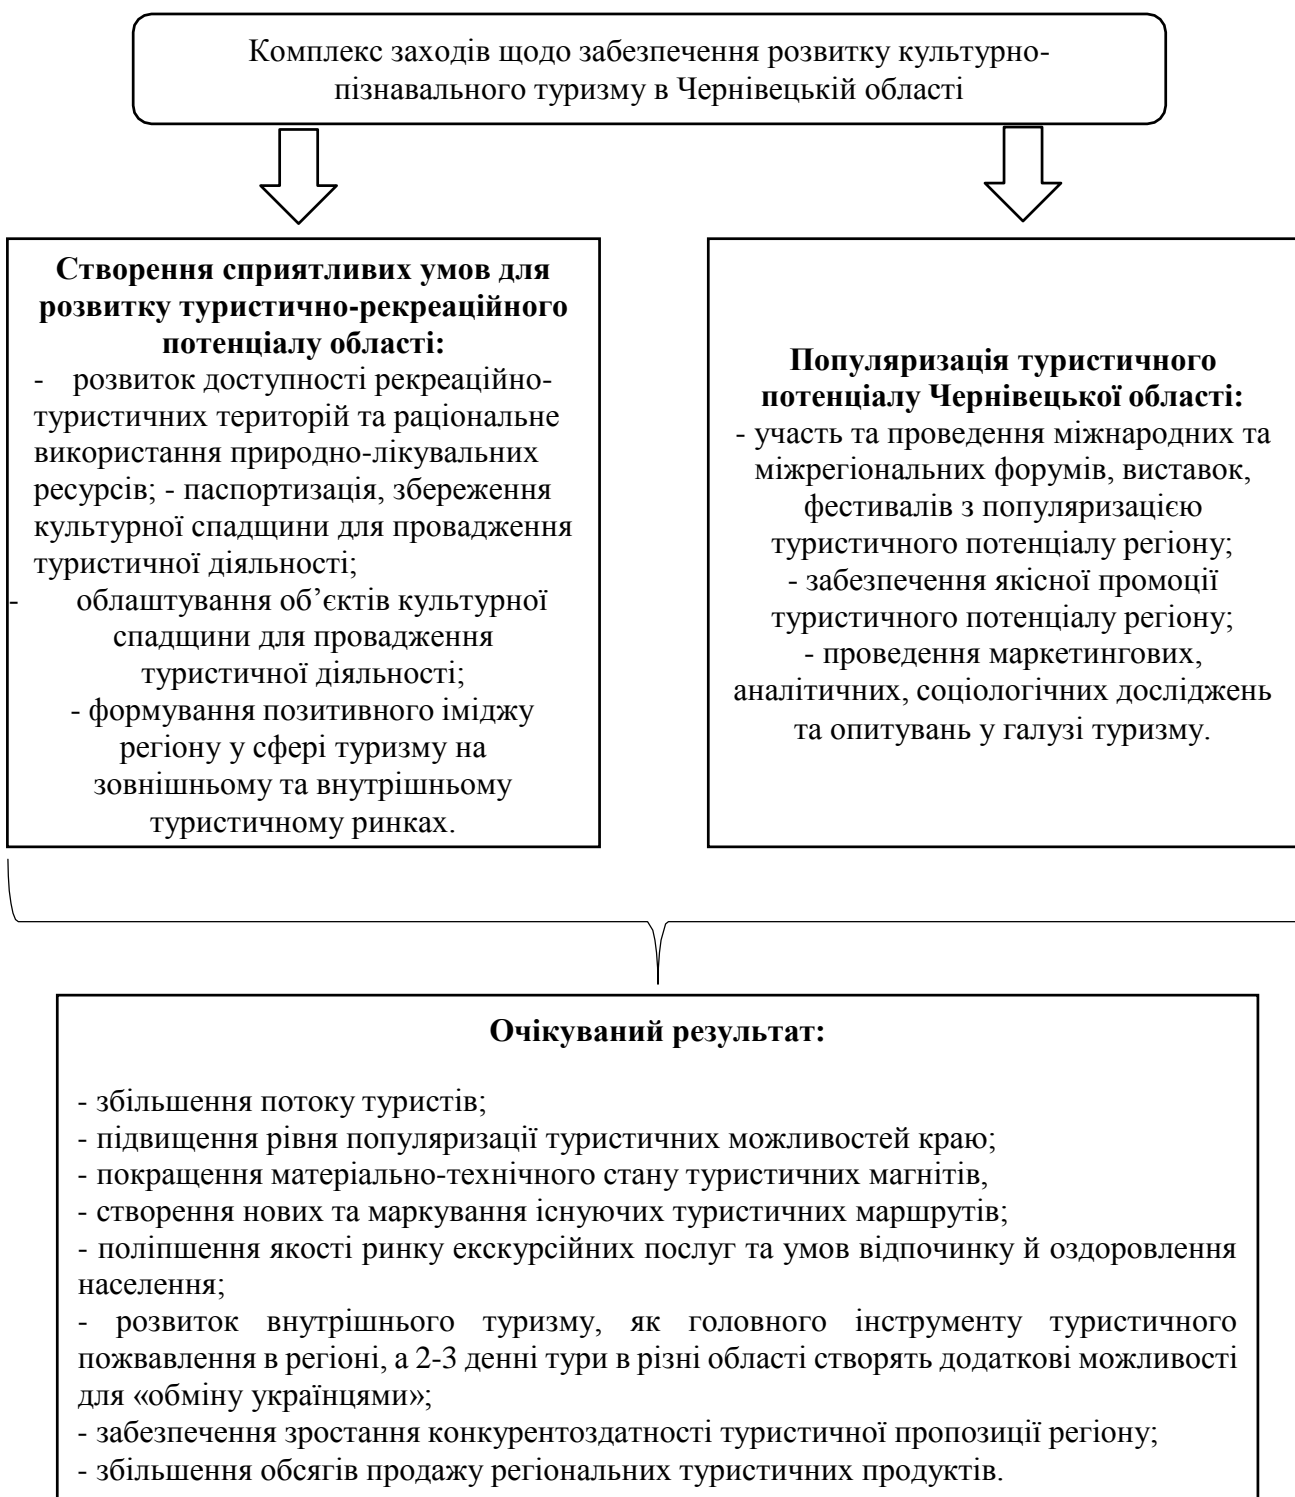 Комплекс заходів щодо забезпечення розвитку культурно-
пізнавального туризму в Чернівецькій області
Створення сприятливих умов для
розвитку туристично-рекреаційного
потенціалу області:
- розвиток доступності рекреаційно-
туристичних територій та раціональне
використання природно-лікувальних
ресурсів; - паспортизація, збереження
культурної спадщини для провадження
туристичної діяльності;
- облаштування об’єктів культурної
спадщини для провадження
туристичної діяльності;
- формування позитивного іміджу
регіону у сфері туризму на
зовнішньому та внутрішньому
туристичному ринках.
Популяризація туристичного
потенціалу Чернівецької області:
- участь та проведення міжнародних та
міжрегіональних форумів, виставок,
фестивалів з популяризацією
туристичного потенціалу регіону;
- забезпечення якісної промоції
туристичного потенціалу регіону;
- проведення маркетингових,
аналітичних, соціологічних досліджень
та опитувань у галузі туризму.
Очікуваний результат:
- збільшення потоку туристів;
- підвищення рівня популяризації туристичних можливостей краю;
- покращення матеріально-технічного стану туристичних магнітів,
- створення нових та маркування існуючих туристичних маршрутів;
- поліпшення якості ринку екскурсійних послуг та умов відпочинку й оздоровлення
населення;
- розвиток внутрішнього туризму, як головного інструменту туристичного
пожвавлення в регіоні, а 2-3 денні тури в різні області створять додаткові можливості
для «обміну українцями»;
- забезпечення зростання конкурентоздатності туристичної пропозиції регіону;
- збільшення обсягів продажу регіональних туристичних продуктів.